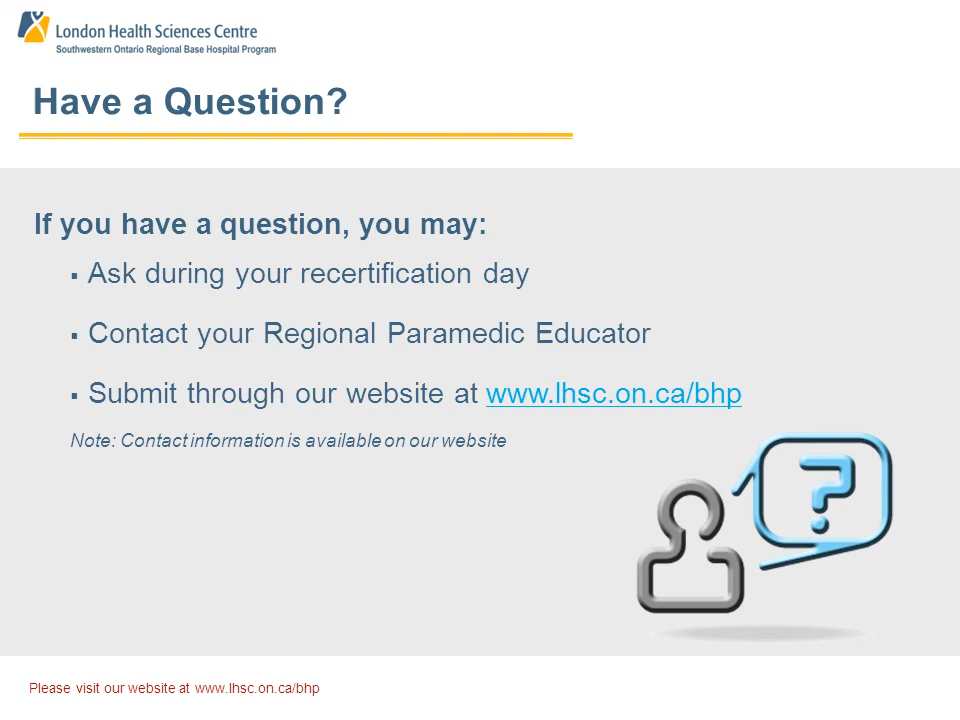 London Health Sciences Centre
Southwestern Ontario Regional Base Hospital Program
Have a Question?
If you have a question, you may:
▪ Ask during your recertification day
▪ Contact your Regional Paramedic Educator
▪ Submit through our website at www.lhsc.on.ca/bhp
Note: Contact information is available on our website
?
Please visit our website at www.lhsc.on.ca/bhp